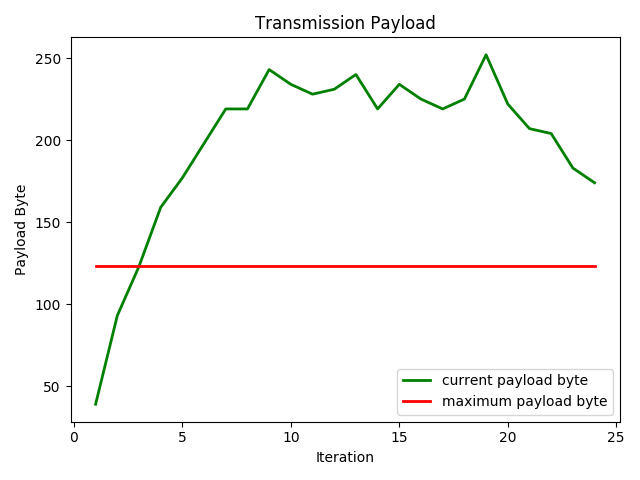 Transmission Payload
Payload Byte
250
200
150
100
50
current payload byte
maximum payload byte
0
5
10
15
20
25
Iteration